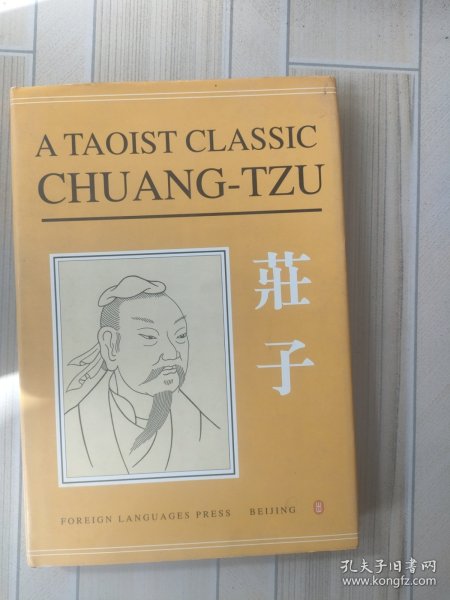 A TAOIST CLASSIC
CHUANG-TZU
莊子
FOREIGN LANGUAGES PRESS BEIJING
孔夫子旧书网
www.kongfz.com